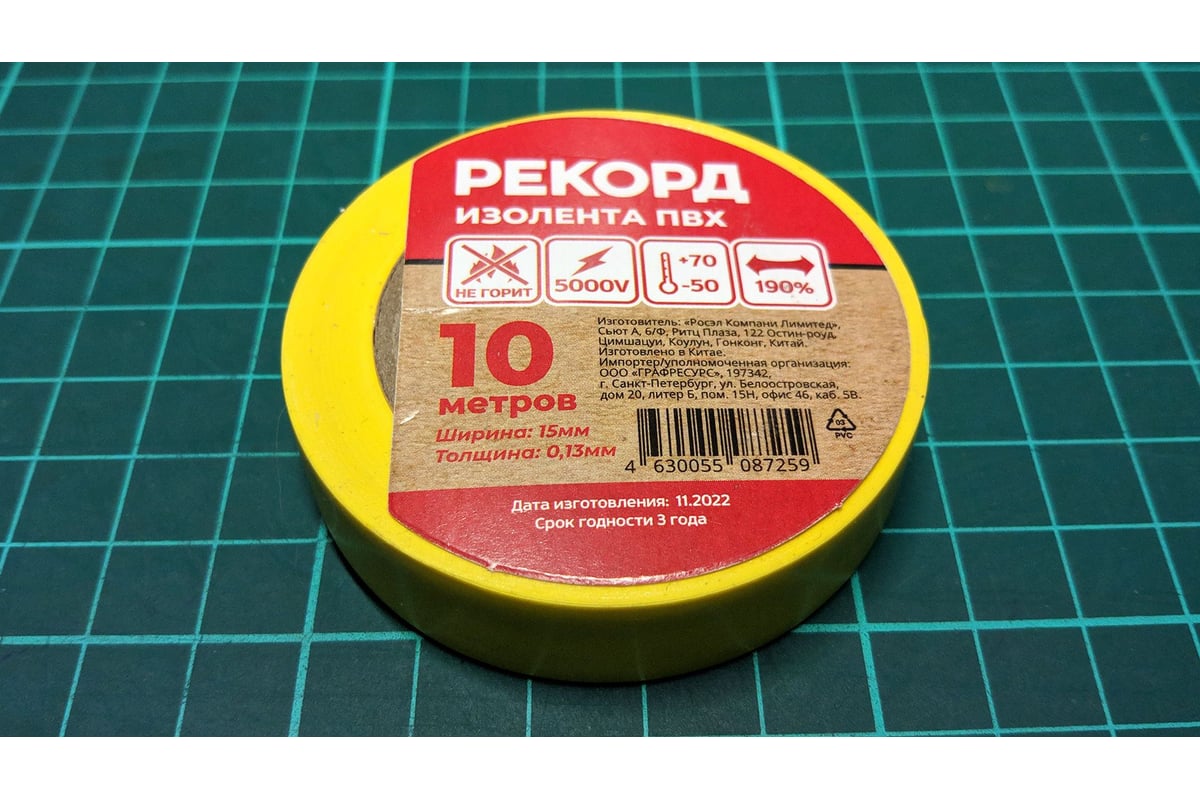 РЕКОРД
ИЗОЛЕНТА ПВХ
НЕ ГОРИТ
5000V
+70
-50
190%
10
метров
Ширина: 15мм
Толщина: 0,13мм
Изготовитель: «Росэл Компани Лимитед»,
Сьют А, 6/Ф, Ритц Плаза, 122 Остин-роуд,
Цимшацуи, Коулун, Гонконг, Китай.
Изготовлено в Китае.
Импортер/уполномоченная организация:
ООО «ГРАФРЕСУРС», 197342,
г. Санкт-Петербург, ул. Белоостровская,
дом 20, литер Б, пом. 15Н, офис 46, каб. 5В.
4 630055 087259
03
PVC
Дата изготовления: 11.2022
Срок годности 3 года